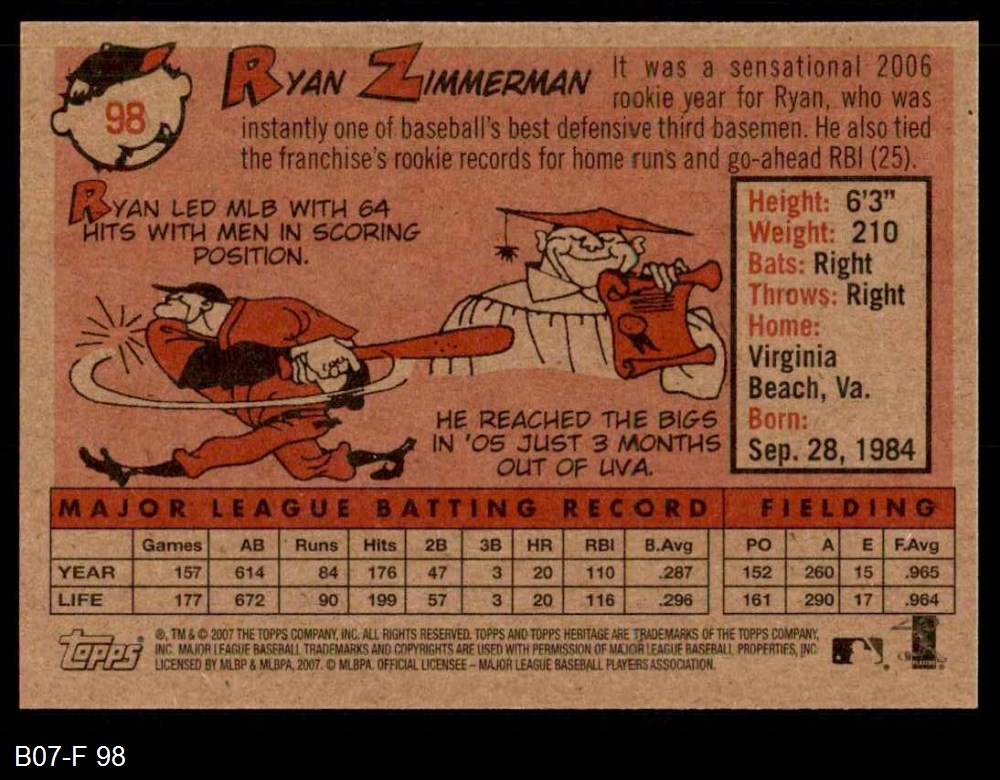 98
RYAN ZIMMERMAN
It was a sensational 2006
rookie year for Ryan, who was
instantly one of baseball's best defensive third basemen. He also tied
the franchise's rookie records for home runs and go-ahead RBI (25).
RYAN LED MLB WITH 64
HITS WITH MEN IN SCORING
POSITION.
HE REACHED THE BIGS
IN '05 JUST 3 MONTHS
OUT OF UVA.
Height: 6'3"
Weight: 210
Bats: Right
Throws: Right
Home:
Virginia
Beach, Va.
Born:
Sep. 28, 1984
MAJOR LEAGUE BATTING RECORD FIELDING
Games AB Runs Hits 2B 3B HR RBI B.Avg PO A E F.Avg
YEAR 157 614 84 176 47 3 20 110 .287 152 260 15 .965
LIFE 177 672 90 199 57 3 20 116 .296 161 290 17 .964
Topps
®, TM & © 2007 THE TOPPS COMPANY, INC. ALL RIGHTS RESERVED. TOPPS AND TOPPS HERITAGE ARE TRADEMARKS OF THE TOPPS COMPANY,
INC. MAJOR LEAGUE BASEBALL TRADEMARKS AND COPYRIGHTS ARE USED WITH PERMISSION OF MAJOR LEAGUE BASEBALL PROPERTIES, INC.
LICENSED BY MLBP & MLBPA, 2007. © MLBPA. OFFICIAL LICENSEE – MAJOR LEAGUE BASEBALL PLAYERS ASSOCIATION.
B07-F 98